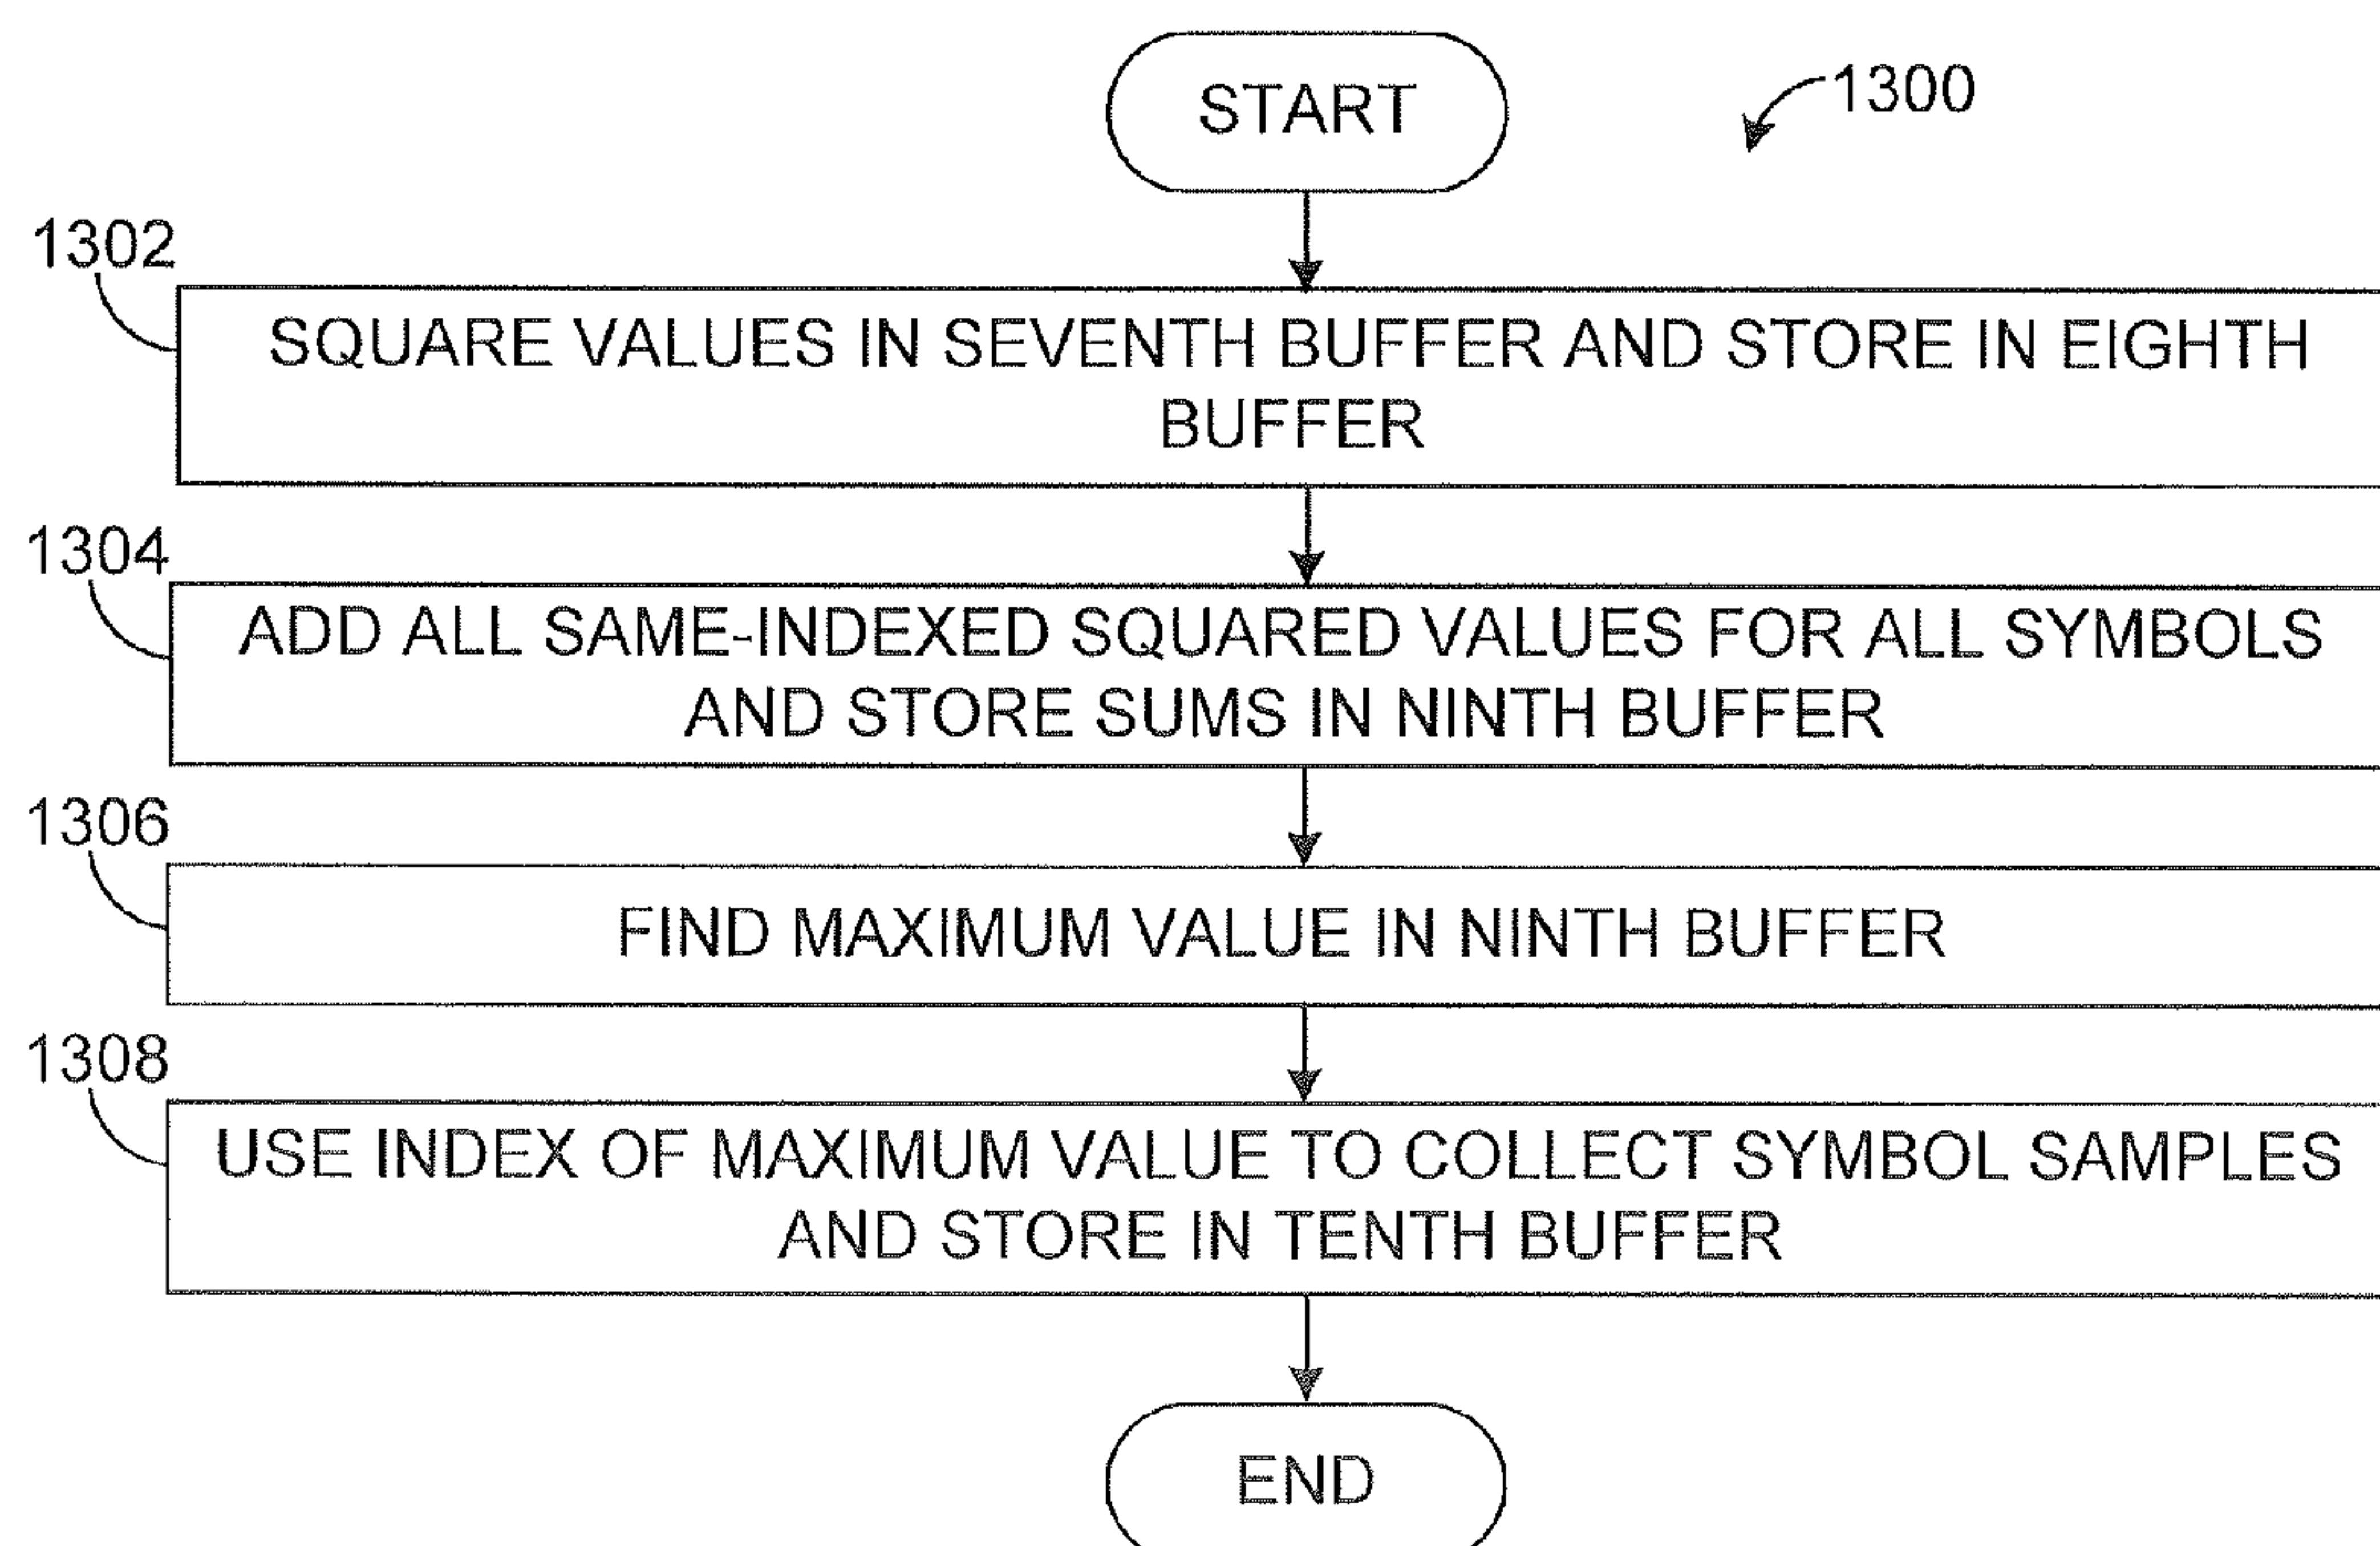 START
1300
1302
SQUARE VALUES IN SEVENTH BUFFER AND STORE IN EIGHTH
BUFFER
1304
ADD ALL SAME-INDEXED SQUARED VALUES FOR ALL SYMBOLS
AND STORE SUMS IN NINTH BUFFER
1306
FIND MAXIMUM VALUE IN NINTH BUFFER
1308
USE INDEX OF MAXIMUM VALUE TO COLLECT SYMBOL SAMPLES
AND STORE IN TENTH BUFFER
END